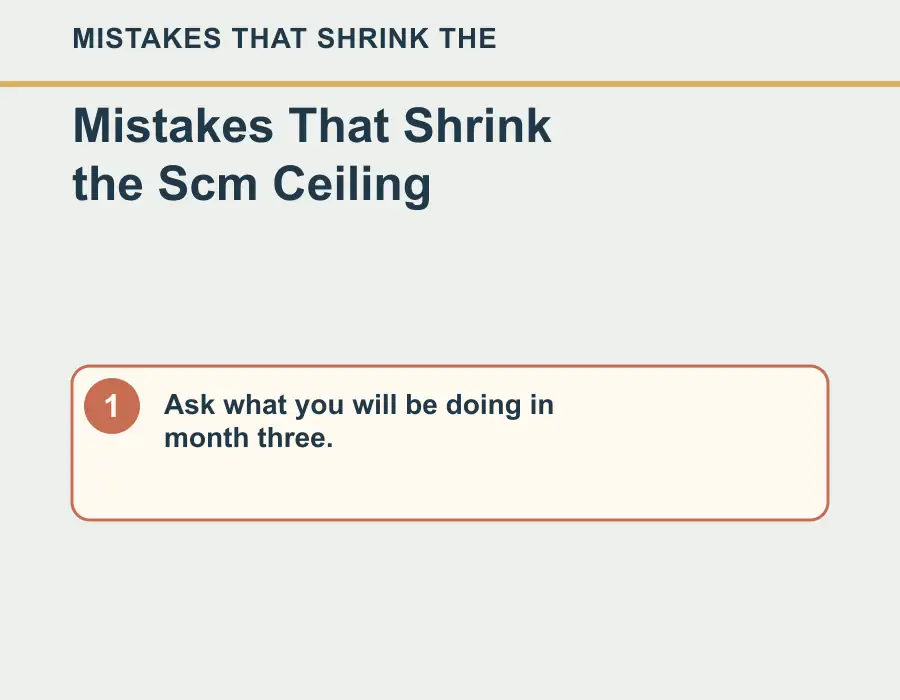 MISTAKES THAT SHRINK THE
Mistakes That Shrink
the Scm Ceiling
1
Ask what you will be doing in
month three.